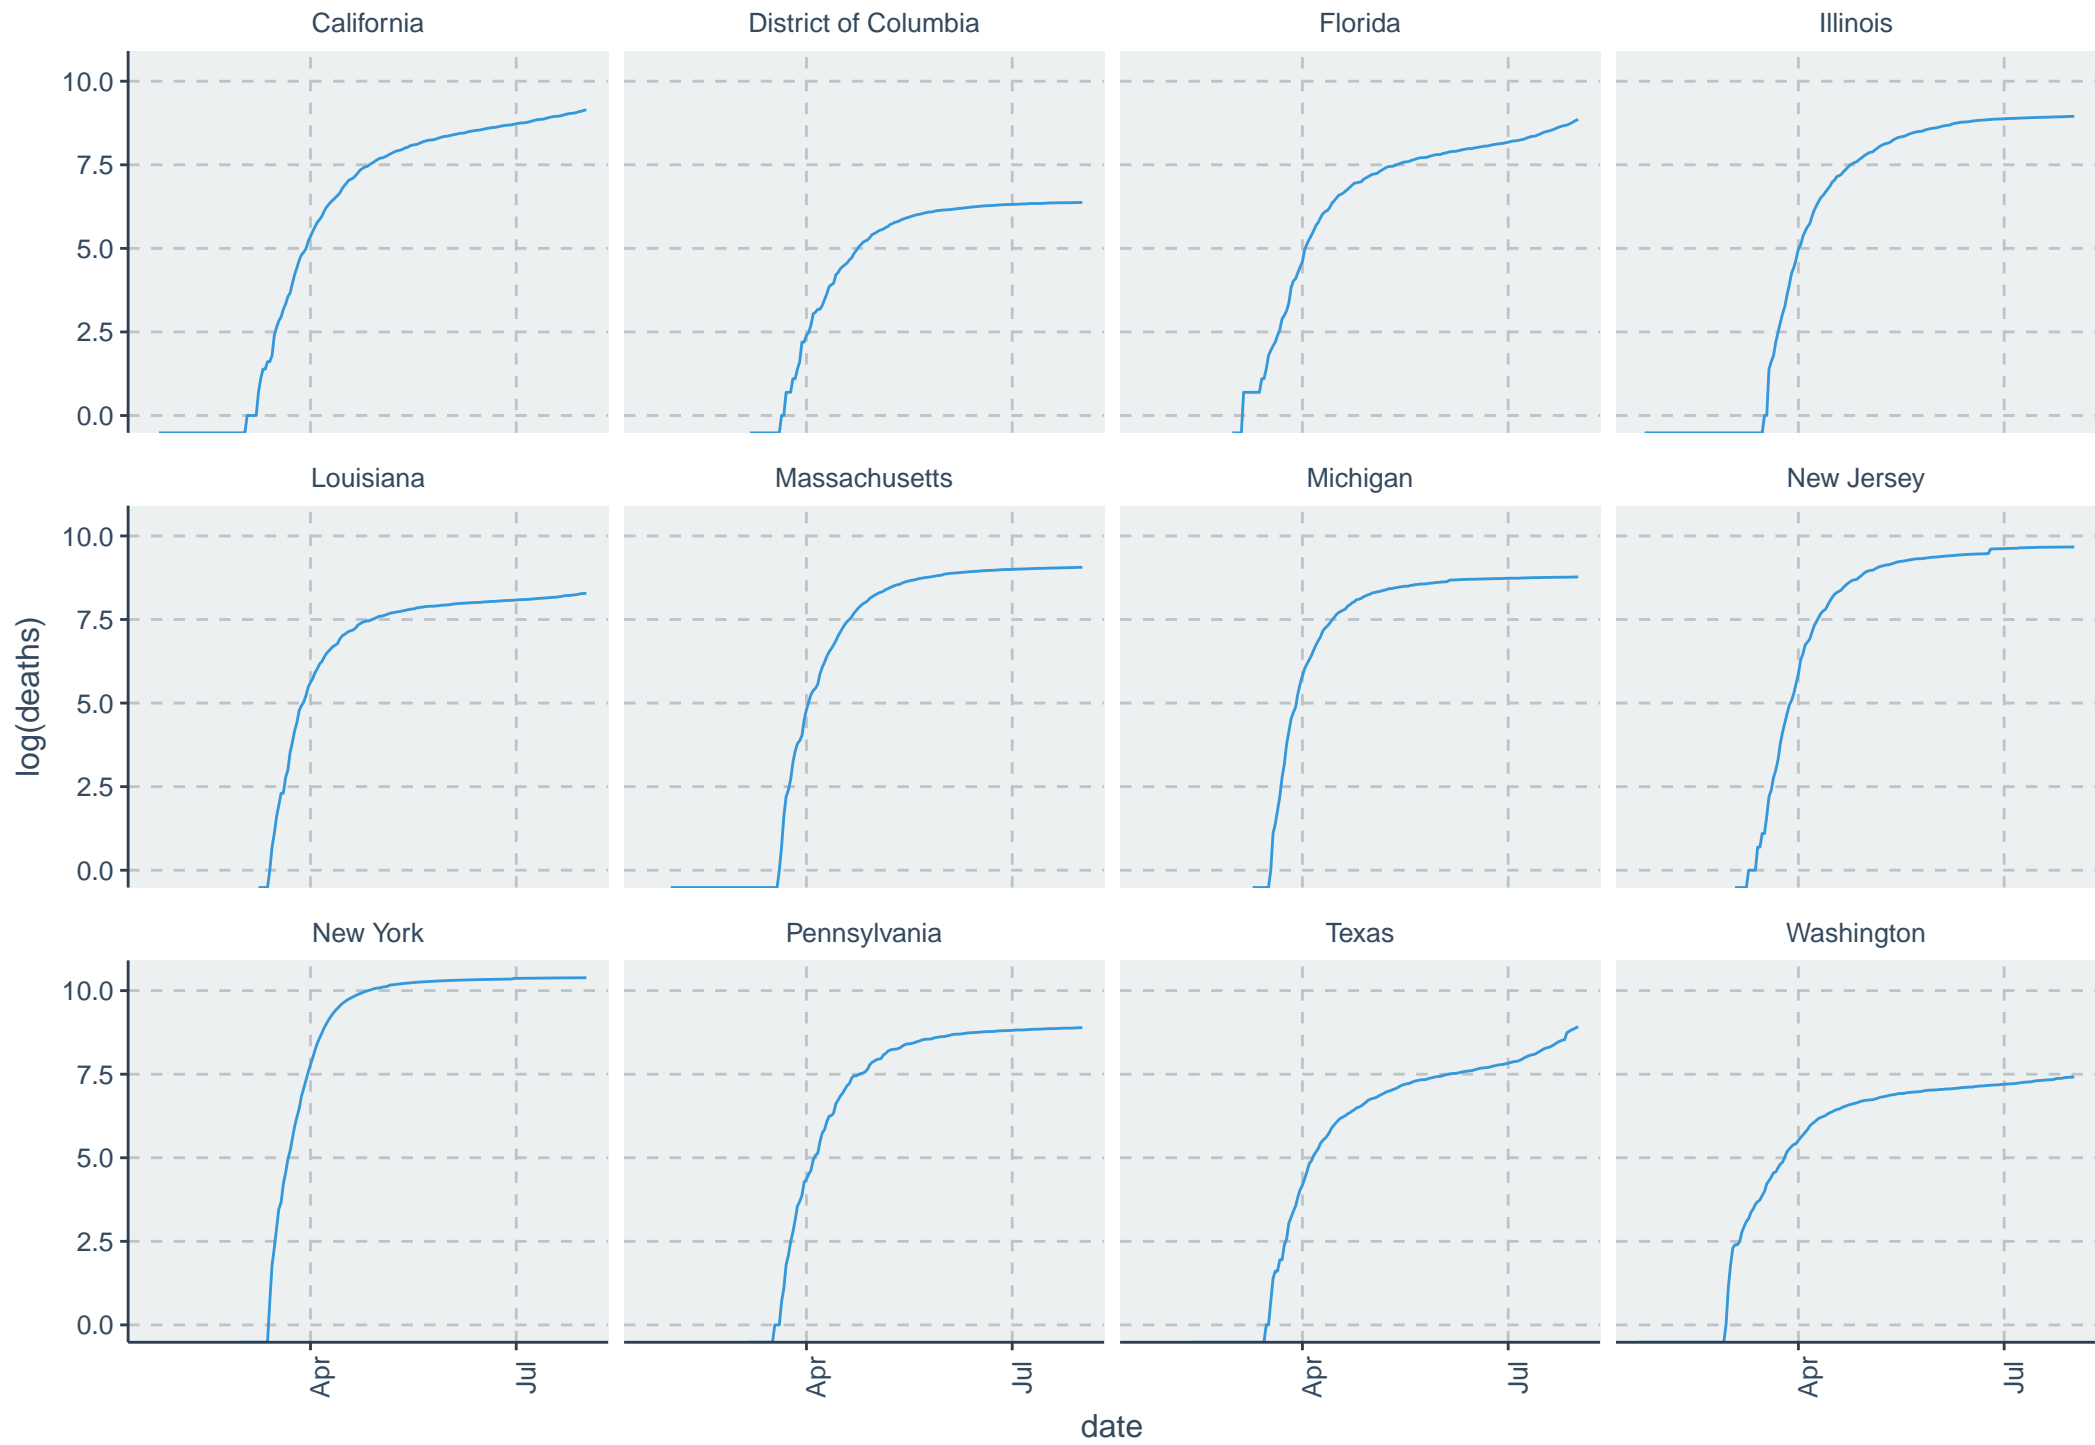 California
District of Columbia
Florida
Illinois
10.0
7.5
5.0
2.5
0.0
Louisiana
Massachusetts
Michigan
New Jersey
10.0
7.5
5.0
2.5
0.0
log(deaths)
New York
Pennsylvania
Texas
Washington
10.0
7.5
5.0
2.5
0.0
Apr
Jul
Apr
Jul
Apr
Jul
Apr
Jul
date